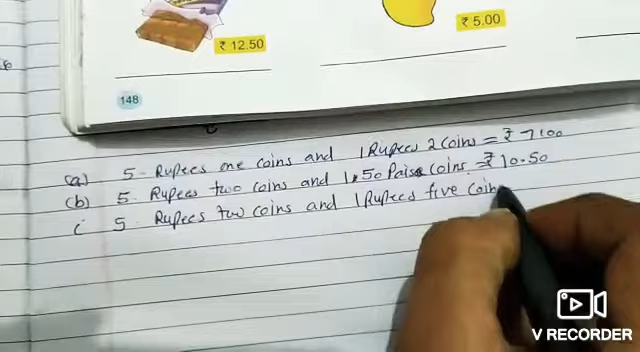 ₹ 12.50
₹ 5.00
148
(a) 5 - Rupees one coins and 1 Rupees 2 coins = ₹ 7.00
(b) 5 Rupees two coins and 1, 50 Paise coins = ₹ 10.50
i 5 Rupees two coins and 1 Rupees five coin
V RECORDER